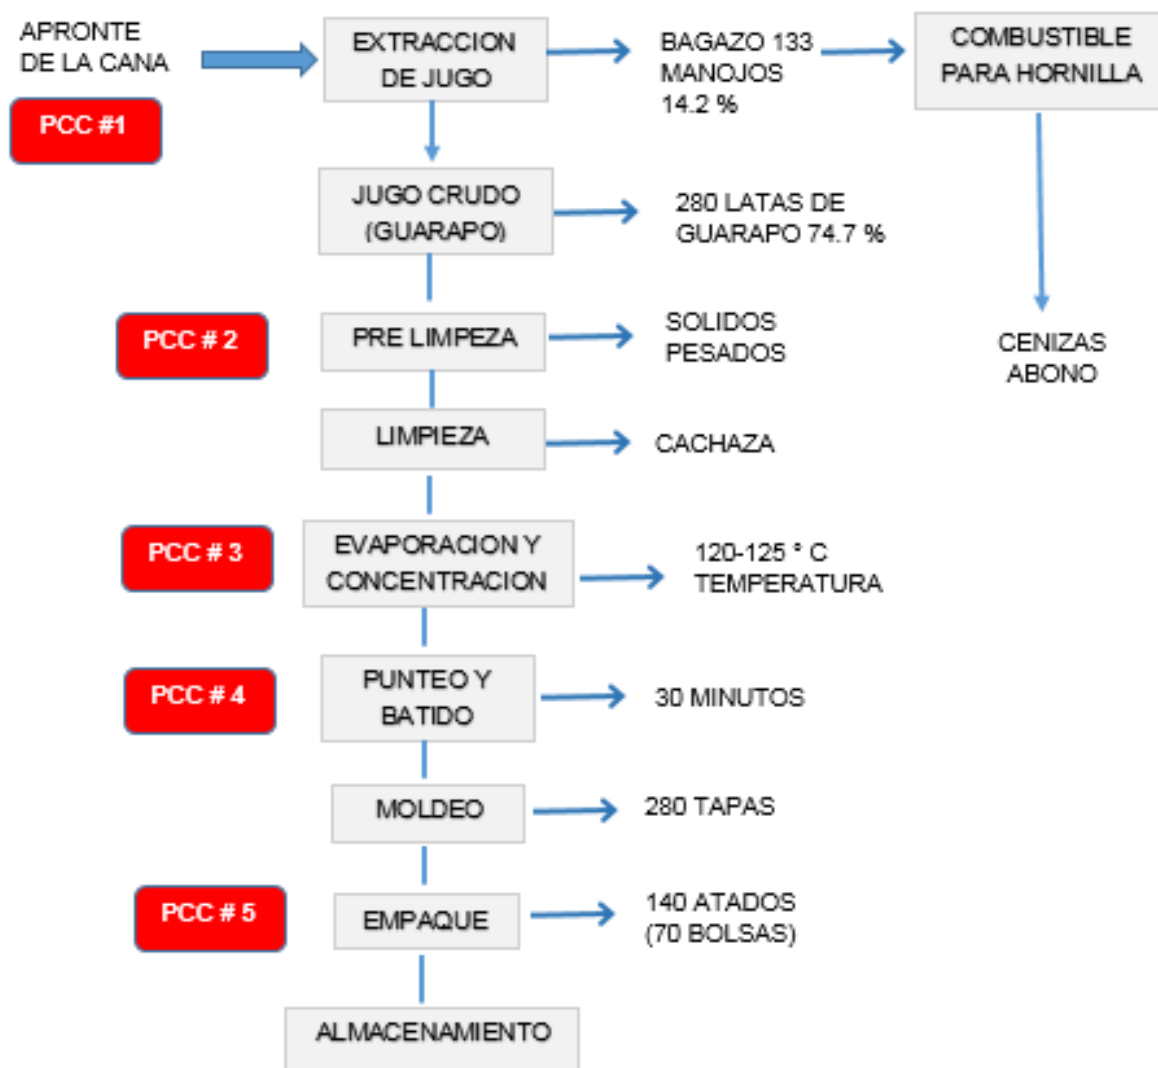 APRONTE
DE LA CANA
PCC #1
EXTRACCION
DE JUGO
BAGAZO 133
MANOJOS
14.2 %
COMBUSTIBLE
PARA HORNILLA
CENIZAS
ABONO
JUGO CRUDO
(GUARAPO)
280 LATAS DE
GUARAPO 74.7 %
PCC # 2
PRE LIMPEZA
SOLIDOS
PESADOS
LIMPIEZA
CACHAZA
PCC # 3
EVAPORACION Y
CONCENTRACION
120-125 ° C
TEMPERATURA
PCC # 4
PUNTEO Y
BATIDO
30 MINUTOS
MOLDEO
280 TAPAS
PCC # 5
EMPAQUE
140 ATADOS
(70 BOLSAS)
ALMACENAMIENTO